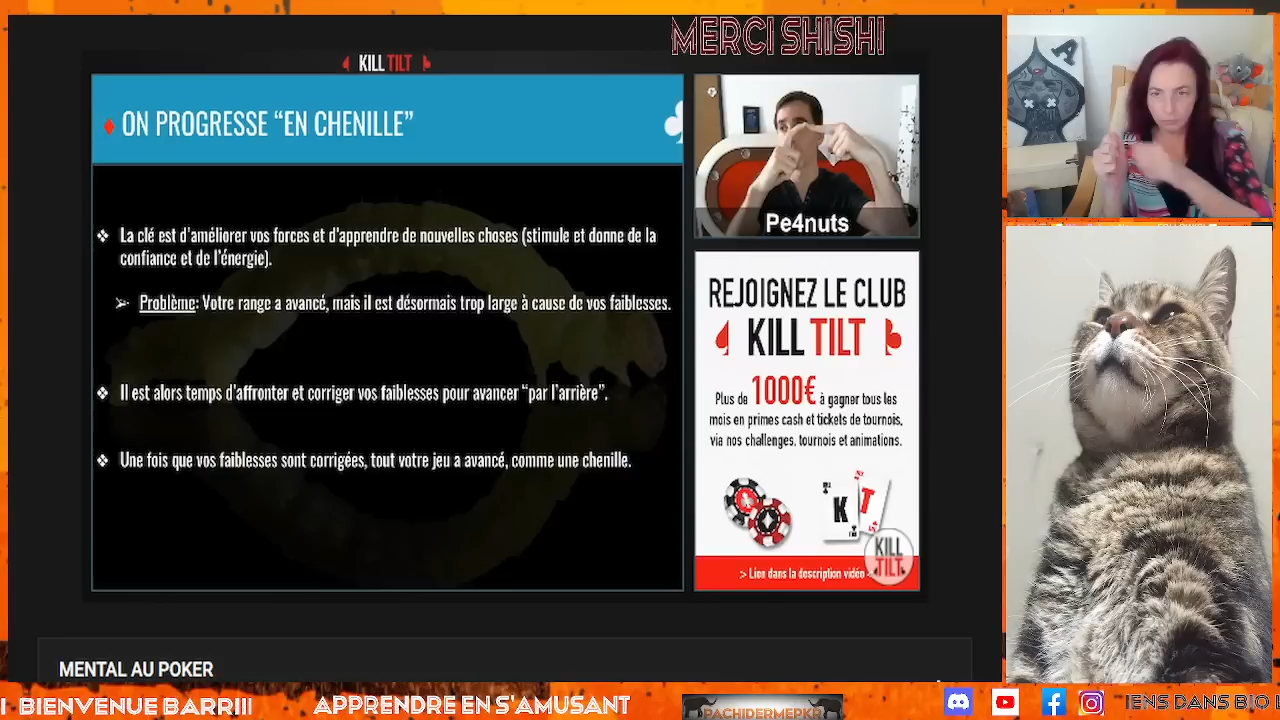 MERCI SHISHI
KILL TILT
ON PROGRESSE “EN CHENILLE”
La clé est d'améliorer vos forces et d'apprendre de nouvelles choses (stimule et donne de la
confiance et de l'énergie).
Problème: Votre range a avancé, mais il est désormais trop large à cause de vos faiblesses.
Il est alors temps d'affronter et corriger vos faiblesses pour avancer “par l'arrière”.
Une fois que vos faiblesses sont corrigées, tout votre jeu a avancé, comme une chenille.
Pe4nuts
REJOIGNEZ LE CLUB
KILL TILT
Plus de 1000€ à gagner tous les
mois en primes cash et tickets de tournois,
via nos challenges, tournois et animations.
K T
KILL
TILT
> Lien dans la description vidéo
A
MENTAL AU POKER
! BIENVENUE BARRIII
APPRENDRE EN S'AMUSANT
PACHIDERMEPKR
IENS DANS BIO !